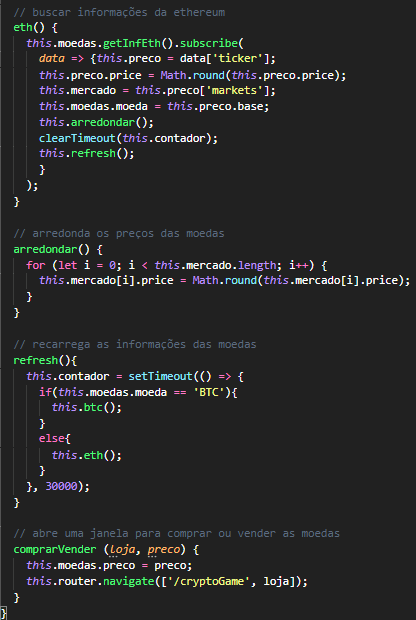 // buscar informações da ethereum
eth() {
this.moedas.getInfEth().subscribe(
data => {this.preco = data['ticker'];
this.preco.price = Math.round(this.preco.price);
this.mercado = this.preco['markets'];
this.moedas.moeda = this.preco.base;
this.arredondar();
clearTimeout(this.contador);
this.refresh();
}
);
}
// arredonda os preços das moedas
arredondar() {
for (let i = 0; i < this.mercado.length; i++) {
this.mercado[i].price = Math.round(this.mercado[i].price);
}
}
// recarrega as informações das moedas
refresh(){
this.contador = setTimeout(() => {
if(this.moedas.moeda == 'BTC'){
this.btc();
}
else{
this.eth();
}
}, 30000);
}
// abre uma janela para comprar ou vender as moedas
comprarVender (loja, preco) {
this.moedas.preco = preco;
this.router.navigate(['/cryptoGame', loja]);
}
}